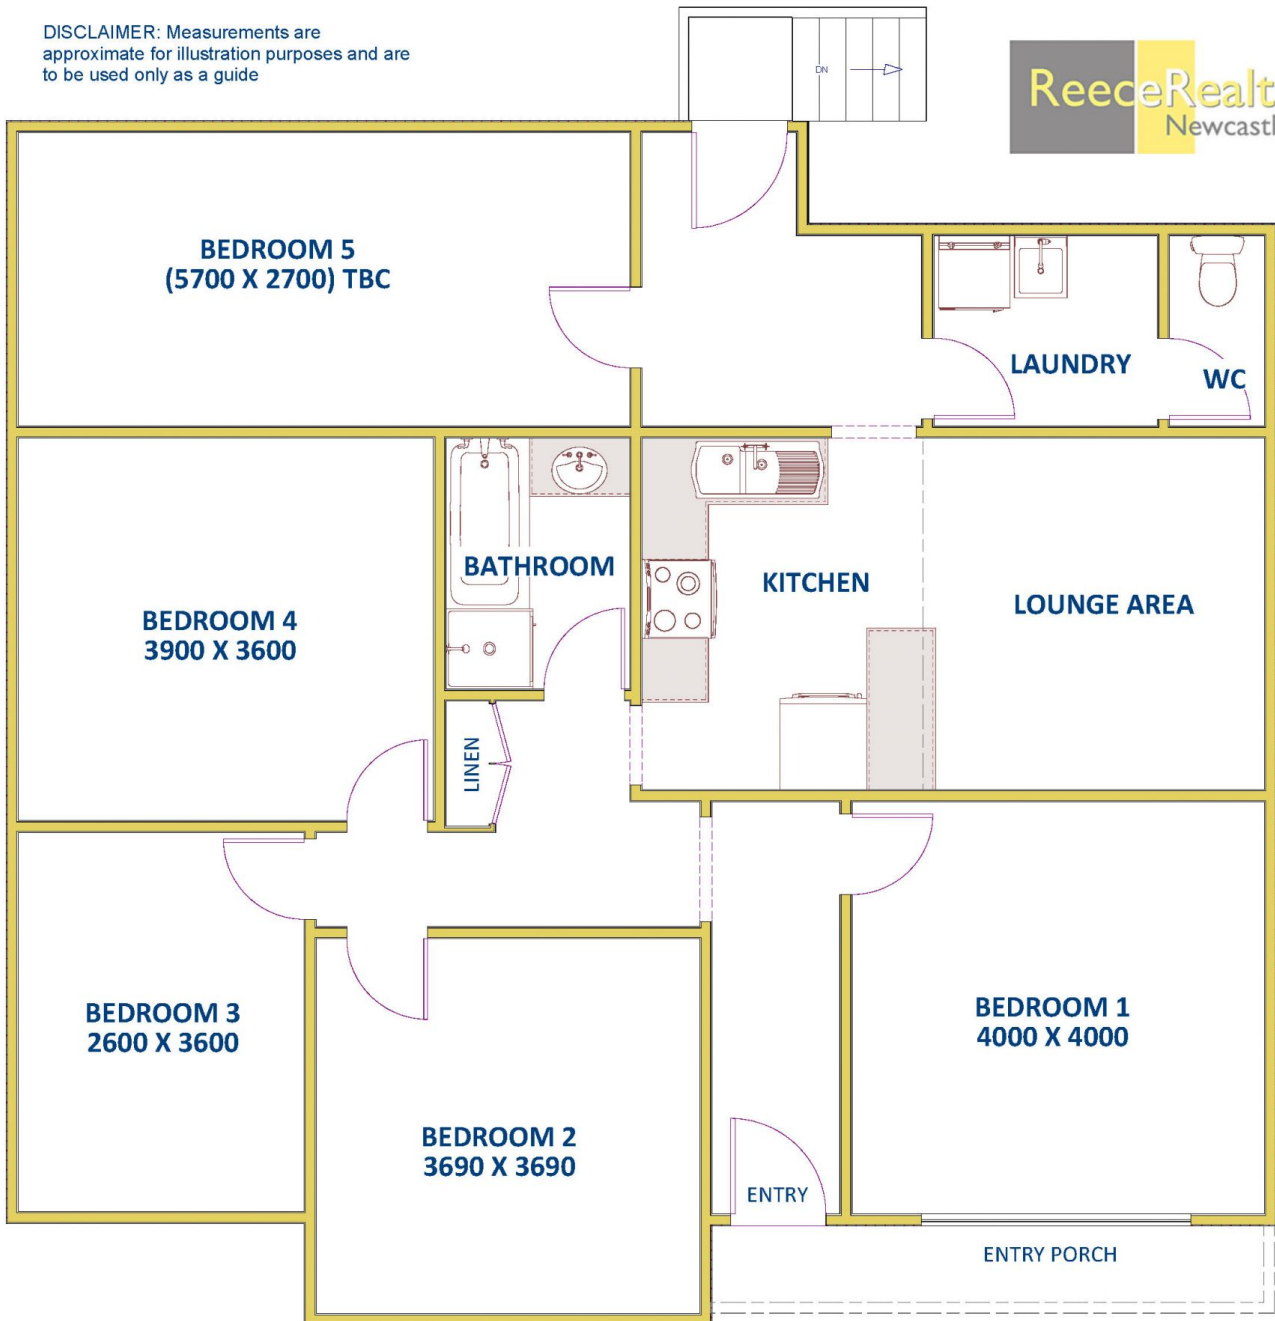 DISCLAIMER: Measurements are
approximate for illustration purposes and are
to be used only as a guide
DN
ReeceRealt
Newcastl
BEDROOM 5
(5700 X 2700) TBC
LAUNDRY
WC
BATHROOM
KITCHEN
LOUNGE AREA
BEDROOM 4
3900 X 3600
LINEN
BEDROOM 3
2600 X 3600
BEDROOM 1
4000 X 4000
BEDROOM 2
3690 X 3690
ENTRY
ENTRY PORCH